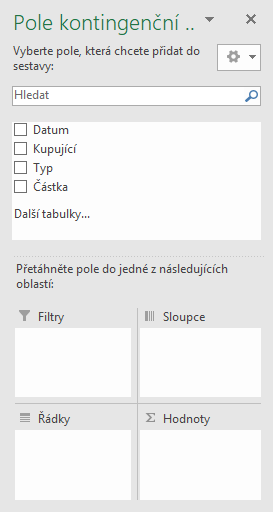 Pole kontingenční ..
Vyberte pole, která chcete přidat do
sestavy:
Hledat
Datum
Kupující
Typ
Částka
Další tabulky...
Přetáhněte pole do jedné z následujících
oblastí:
Filtry
Sloupce
Řádky
Hodnoty